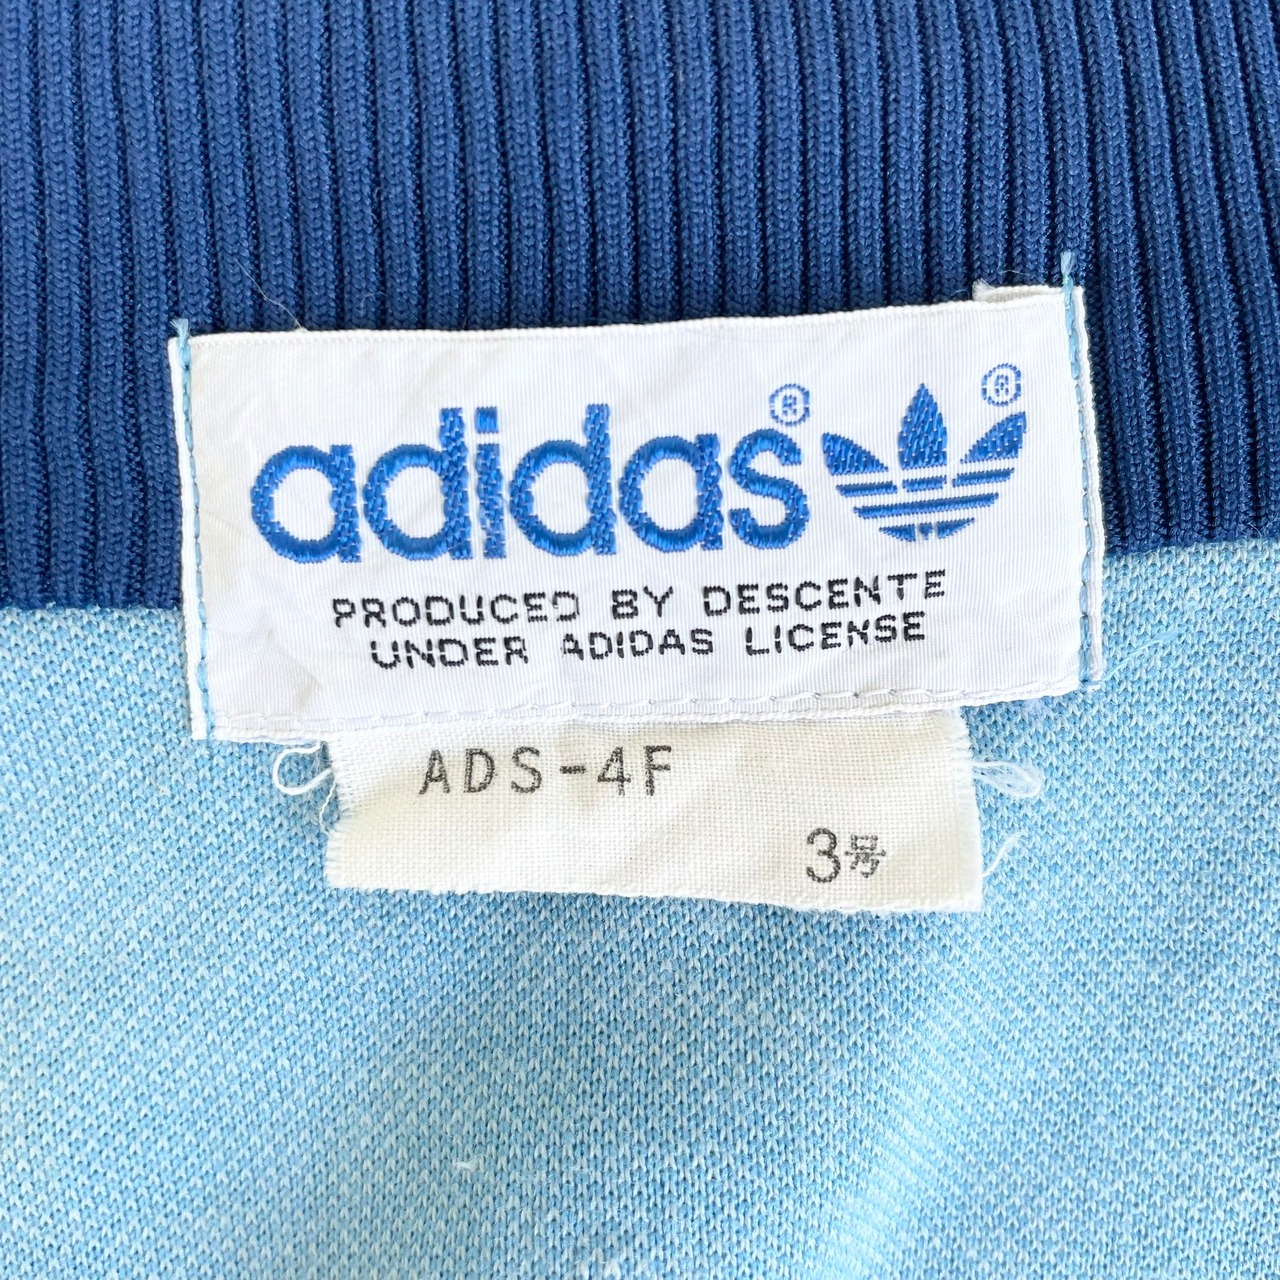 adidas® ®
PRODUCED BY DESCENTE
UNDER ADIDAS LICENSE
ADS-4F
3号